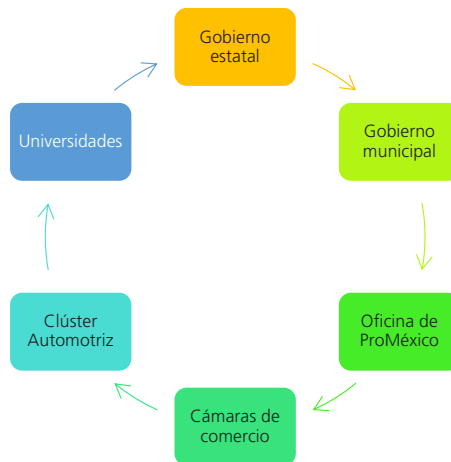 Gobierno
estatal
Gobierno
municipal
Oficina de
ProMéxico
Cámaras de
comercio
Clúster
Automotriz
Universidades